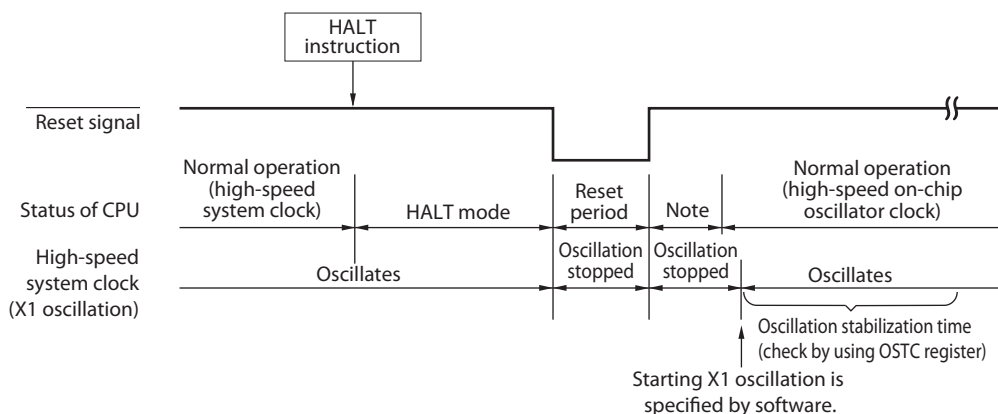 HALT
instruction
Reset signal
Normal operation
(high-speed
system clock)
HALT mode
Reset
period
Note
Normal operation
(high-speed on-chip
oscillator clock)
Status of CPU
High-speed
system clock
(X1 oscillation)
Oscillates
Oscillation
stopped
Oscillation
stopped
Oscillates
Oscillation stabilization time
(check by using OSTC register)
Starting X1 oscillation is
specified by software.